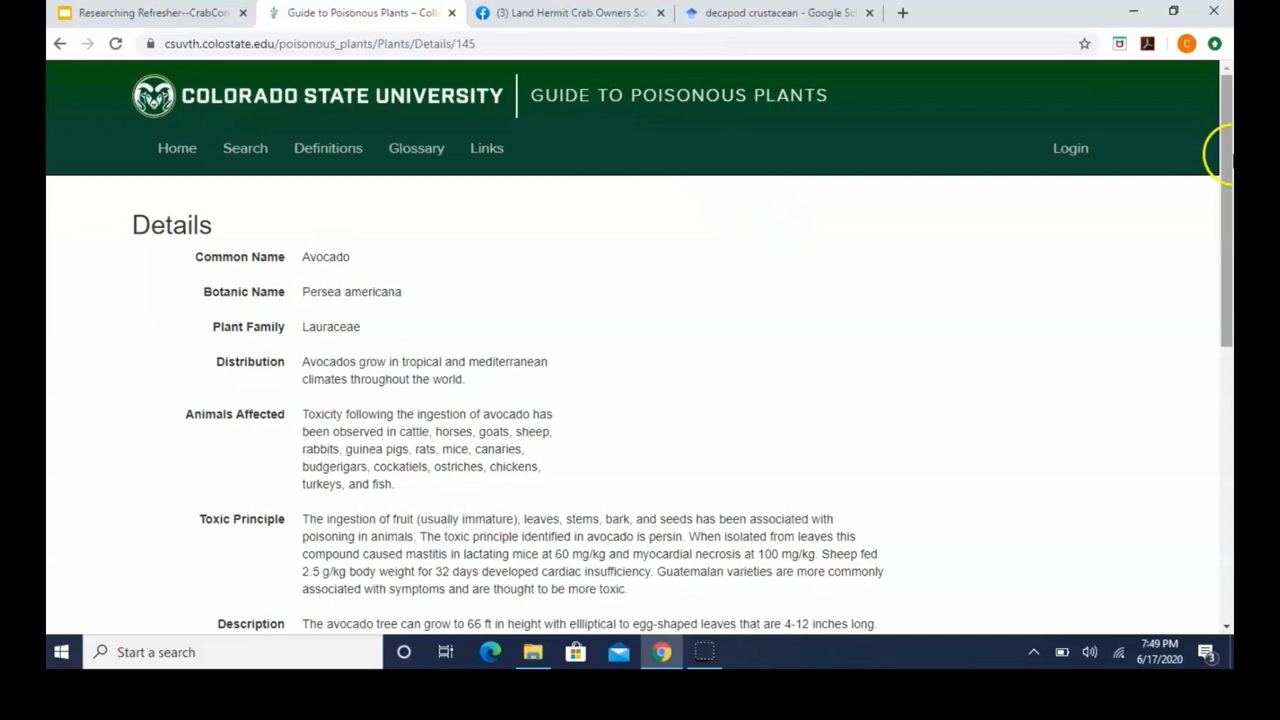 Researching Refresher--CrabCon
Guide to Poisonous Plants – Coll
(3) Land Hermit Crab Owners So
decapod crustacean - Google Sc
csuvth.colostate.edu/poisonous_plants/Plants/Details/145
C
COLORADO STATE UNIVERSITY
GUIDE TO POISONOUS PLANTS
Home Search Definitions Glossary Links Login
Details
Common Name Avocado
Botanic Name Persea americana
Plant Family Lauraceae
Distribution Avocados grow in tropical and mediterranean
climates throughout the world.
Animals Affected Toxicity following the ingestion of avocado has
been observed in cattle, horses, goats, sheep,
rabbits, guinea pigs, rats, mice, canaries,
budgerigars, cockatiels, ostriches, chickens,
turkeys, and fish.
Toxic Principle The ingestion of fruit (usually immature), leaves, stems, bark, and seeds has been associated with
poisoning in animals. The toxic principle identified in avocado is persin. When isolated from leaves this
compound caused mastitis in lactating mice at 60 mg/kg and myocardial necrosis at 100 mg/kg. Sheep fed
2.5 g/kg body weight for 32 days developed cardiac insufficiency. Guatemalan varieties are more commonly
associated with symptoms and are thought to be more toxic.
Description The avocado tree can grow to 66 ft in height with ellliptical to egg-shaped leaves that are 4-12 inches long.
Start a search
7:49 PM
6/17/2020
3